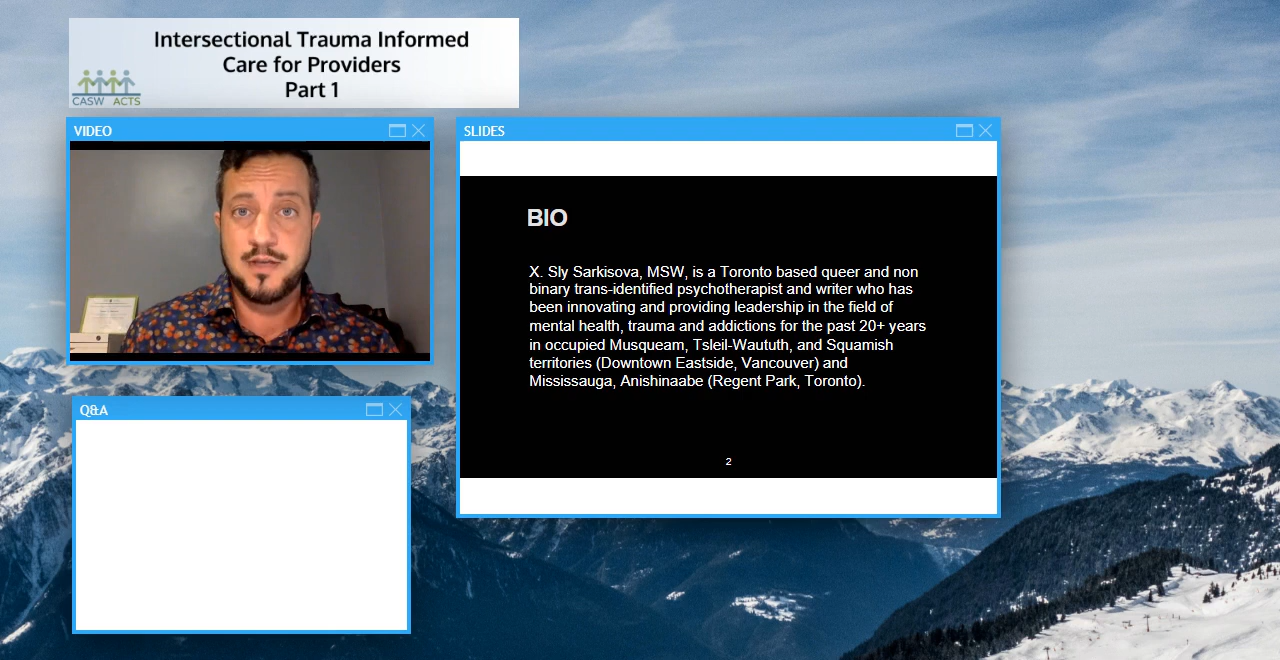 Intersectional Trauma Informed
Care for Providers
Part 1
CASW ACTS
VIDEO
SLIDES
BIO
X. Sly Sarkisova, MSW, is a Toronto based queer and non
binary trans-identified psychotherapist and writer who has
been innovating and providing leadership in the field of
mental health, trauma and addictions for the past 20+ years
in occupied Musqueam, Tsleil-Waututh, and Squamish
territories (Downtown Eastside, Vancouver) and
Mississauga, Anishinaabe (Regent Park, Toronto).
2
Q&A